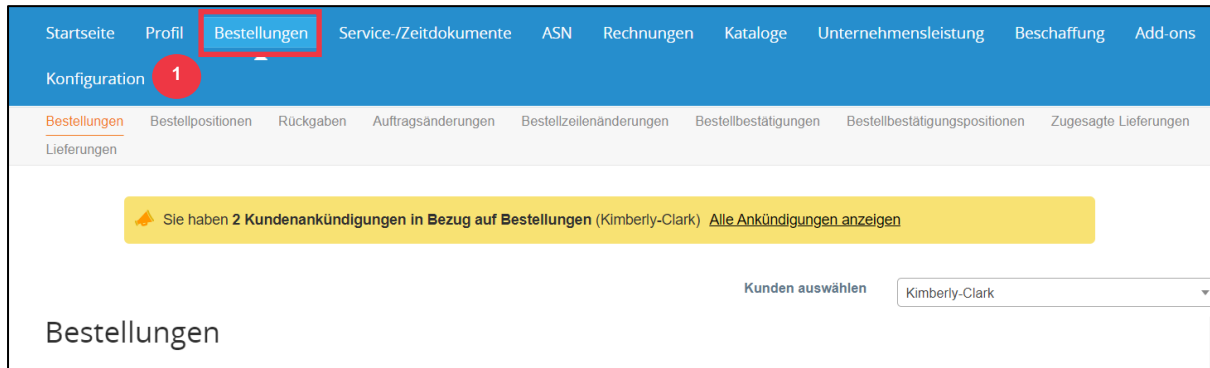 Startseite Profil Bestellungen Service-/Zeitdokumente ASN Rechnungen Kataloge Unternehmensleistung Beschaffung Add-ons
Konfiguration 1
Bestellungen Bestellpositionen Rückgaben Auftragsänderungen Bestellzeilenänderungen Bestellbestätigungen Bestellbestätigungspositionen Zugesagte Lieferungen
Lieferungen
Sie haben 2 Kundenankündigungen in Bezug auf Bestellungen (Kimberly-Clark) Alle Ankündigungen anzeigen
Kunden auswählen Kimberly-Clark
Bestellungen